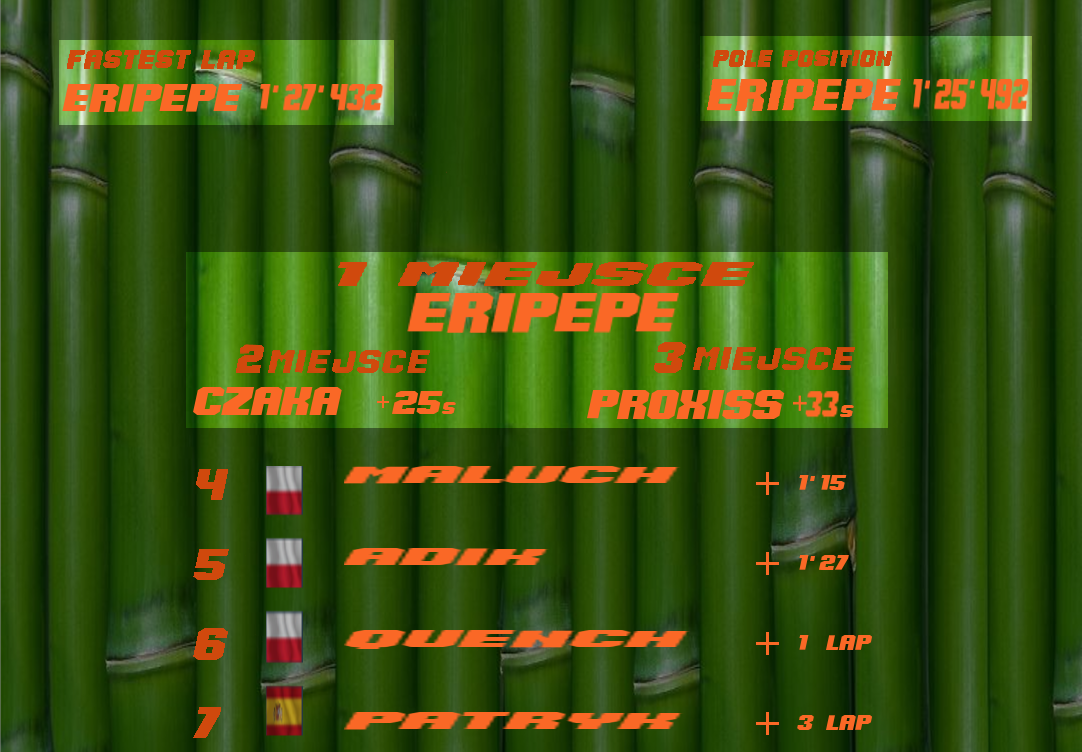 FASTEST LAP
ERIPEPE 1'27'432
POLE POSITION
ERIPEPE 1'25'492
1 MIEJSCE
ERIPEPE
2 MIEJSCE
CZAKA +25s
3 MIEJSCE
PROXISS +33s
4 MALUCH + 1'15
5 ADIK + 1'27
6 QUENCH + 1 LAP
7 PATRYK + 3 LAP